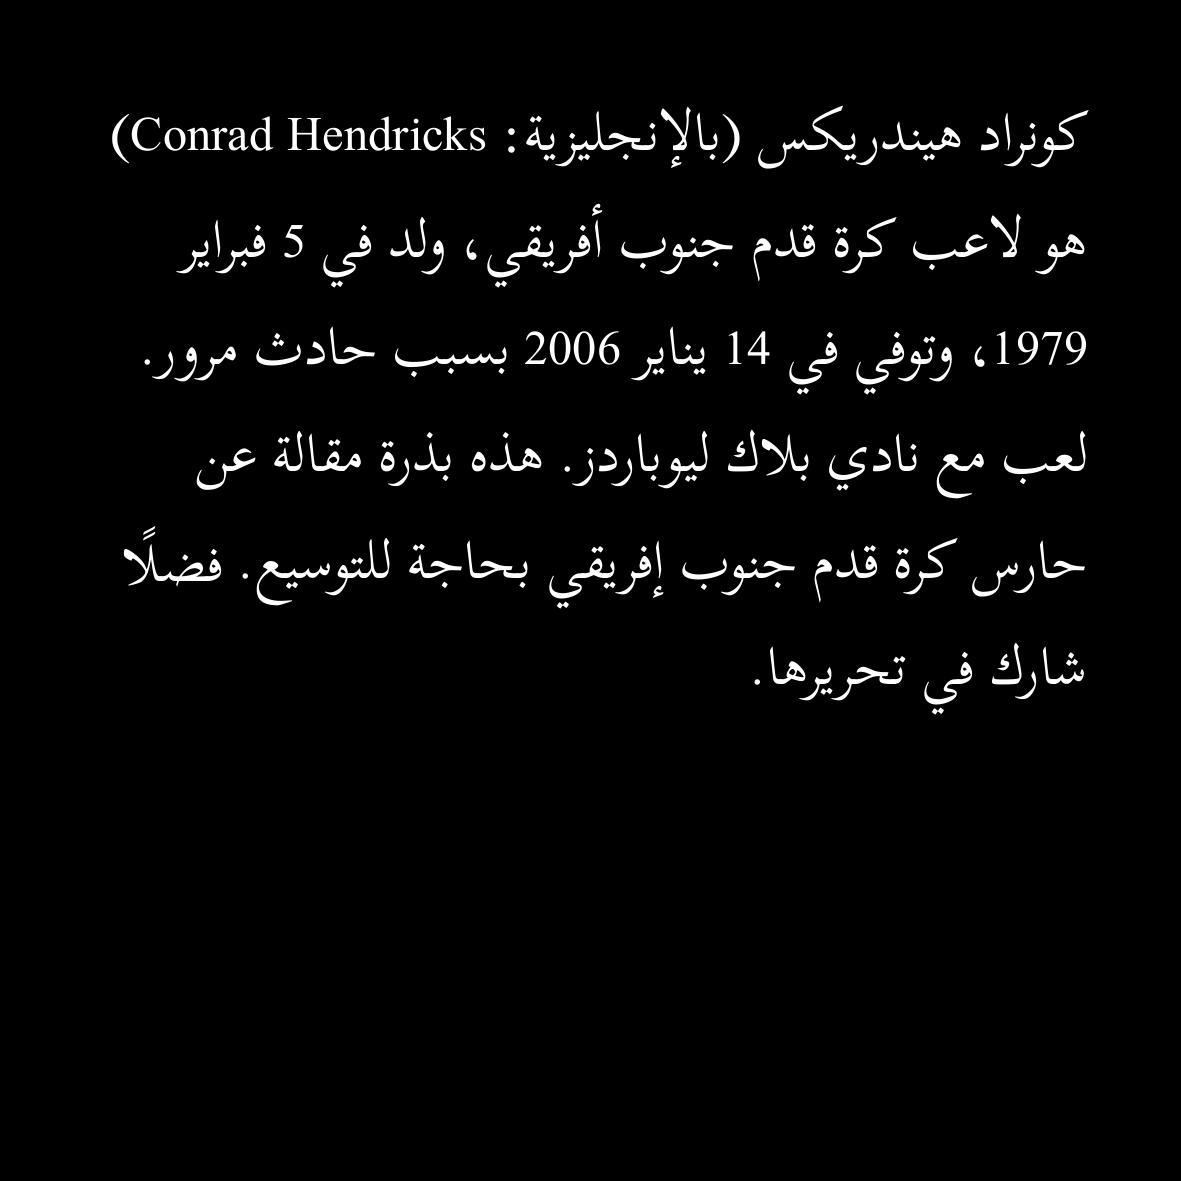 كونراد هيندريكس (بالإنجليزية: Conrad Hendricks)
هو لاعب كرة قدم جنوب أفريقي، ولد في 5 فبراير
1979، وتوفي في 14 يناير 2006 بسبب حادث مرور.
لعب مع نادي بلاك ليوباردز. هذه بذرة مقالة عن
حارس كرة قدم جنوب إفريقي بحاجة للتوسيع. فضلًا
شارك في تحريرها.